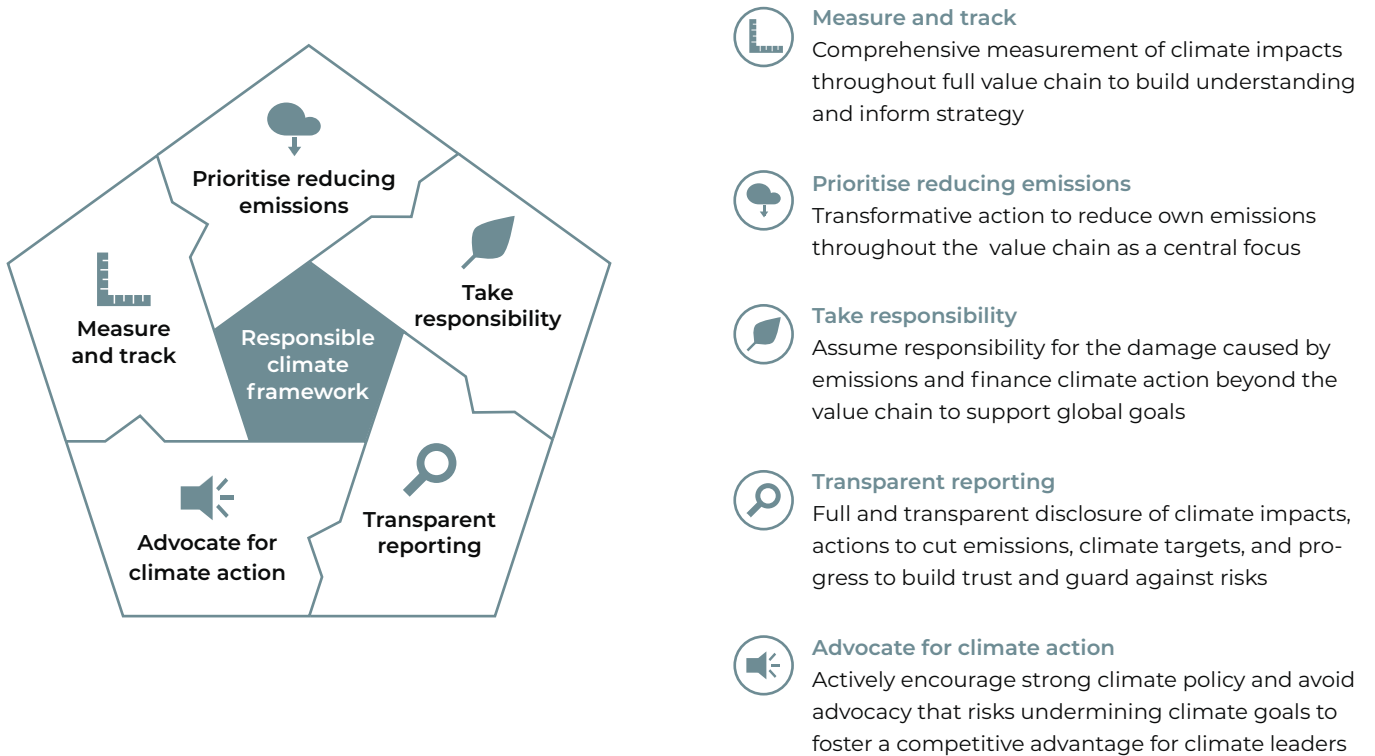 Prioritise reducing
emissions
Take
responsibility
Measure
and track
Responsible
climate
framework
Transparent
reporting
Advocate for
climate action
Measure and track
Comprehensive measurement of climate impacts
throughout full value chain to build understanding
and inform strategy
Prioritise reducing emissions
Transformative action to reduce own emissions
throughout the  value chain as a central focus
Take responsibility
Assume responsibility for the damage caused by
emissions and finance climate action beyond the
value chain to support global goals
Transparent reporting
Full and transparent disclosure of climate impacts,
actions to cut emissions, climate targets, and pro-
gress to build trust and guard against risks
Advocate for climate action
Actively encourage strong climate policy and avoid
advocacy that risks undermining climate goals to
foster a competitive advantage for climate leaders